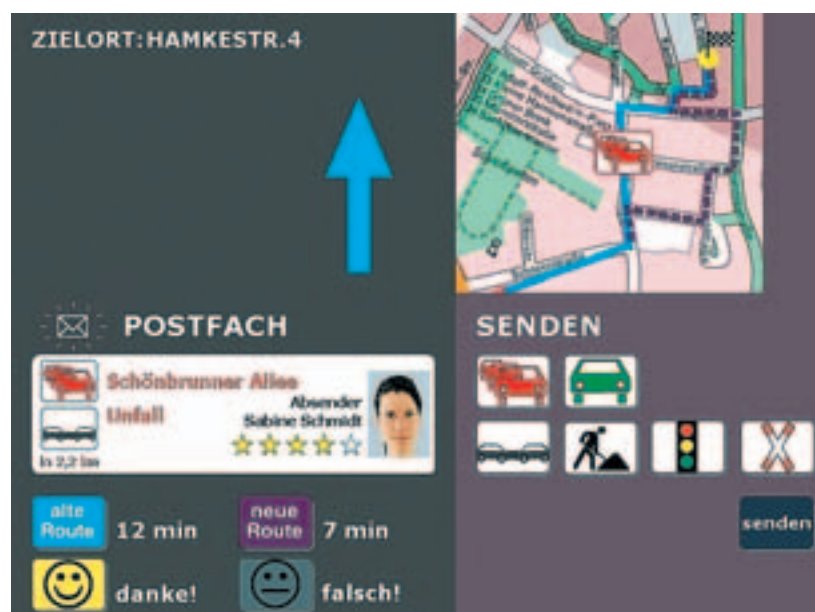 ZIELORT:HAMKESTR.4
POSTFACH
Schönbrunner Allee
Unfall
Absender
Sabine Schmidt
In 2,2 km
alte
Route
12 min
neue
Route
7 min
danke!
falsch!
SENDEN
senden